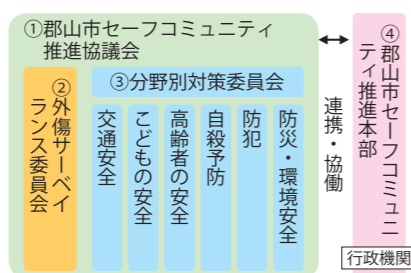 ①郡山市セーフコミュニティ
推進協議会
②外傷サーベイ
ランス委員会
③分野別対策委員会
交通安全
こどもの安全
高齢者の安全
自殺予防
防犯
防災・環境安全
連携・協働
④郡山市セーフコミュニ
ティ推進本部
行政機関